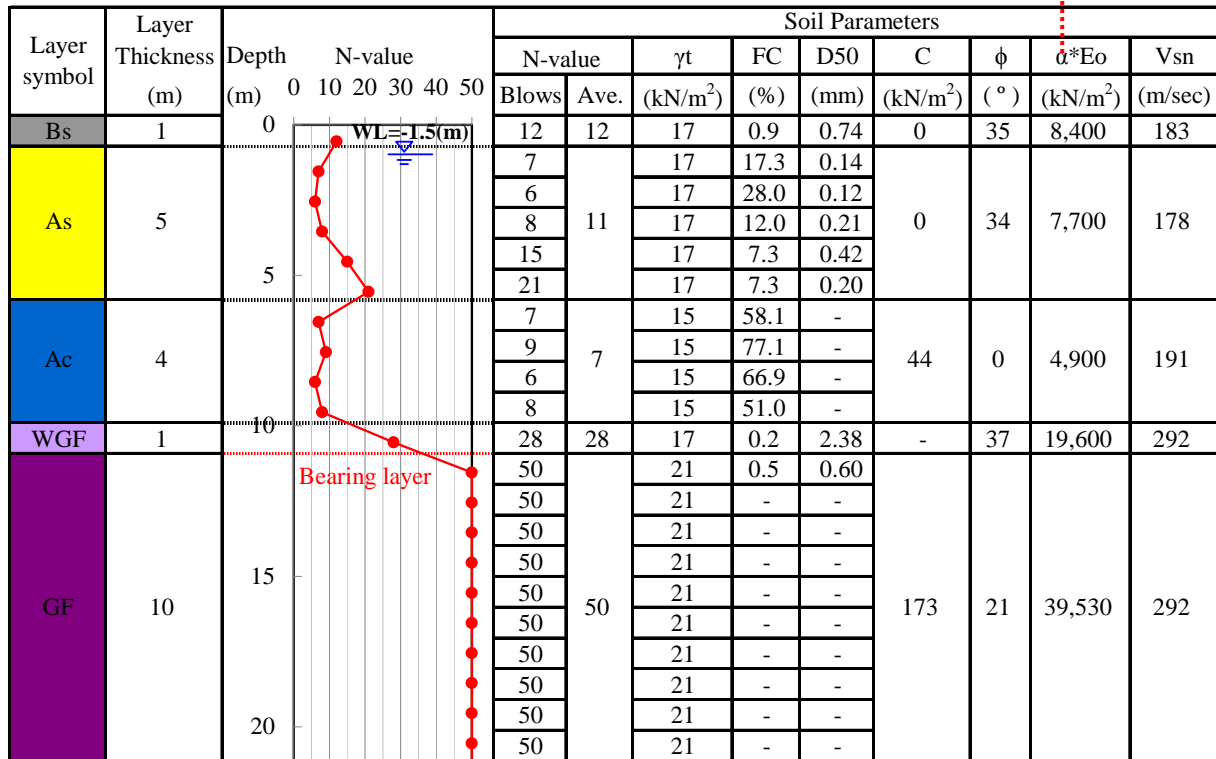 Layer symbol
Layer Thickness (m)
Depth (m)
N-value
0 10 20 30 40 50
Soil Parameters
N-value γt FC D50 C ϕ α*Eo Vsn
Blows Ave. (kN/m²) (%) (mm) (kN/m²) (º) (kN/m²) (m/sec)
0
WL=-1.5(m)
Bs 1 12 12 17 0.9 0.74 0 35 8,400 183
7 17 17.3 0.14
6 17 28.0 0.12
As 5 8 11 17 12.0 0.21 0 34 7,700 178
15 17 7.3 0.42
5
21 17 7.3 0.20
7 15 58.1 -
9 15 77.1 -
Ac 4 7 44 0 4,900 191
6 15 66.9 -
8 15 51.0 -
10
WGF 1 28 28 17 0.2 2.38 - 37 19,600 292
Bearing layer
50 21 0.5 0.60
50 21 - -
50 21 - -
50 21 - -
15
50 21 - -
GF 10 50 173 21 39,530 292
50 21 - -
50 21 - -
50 21 - -
50 21 - -
20
50 21 - -